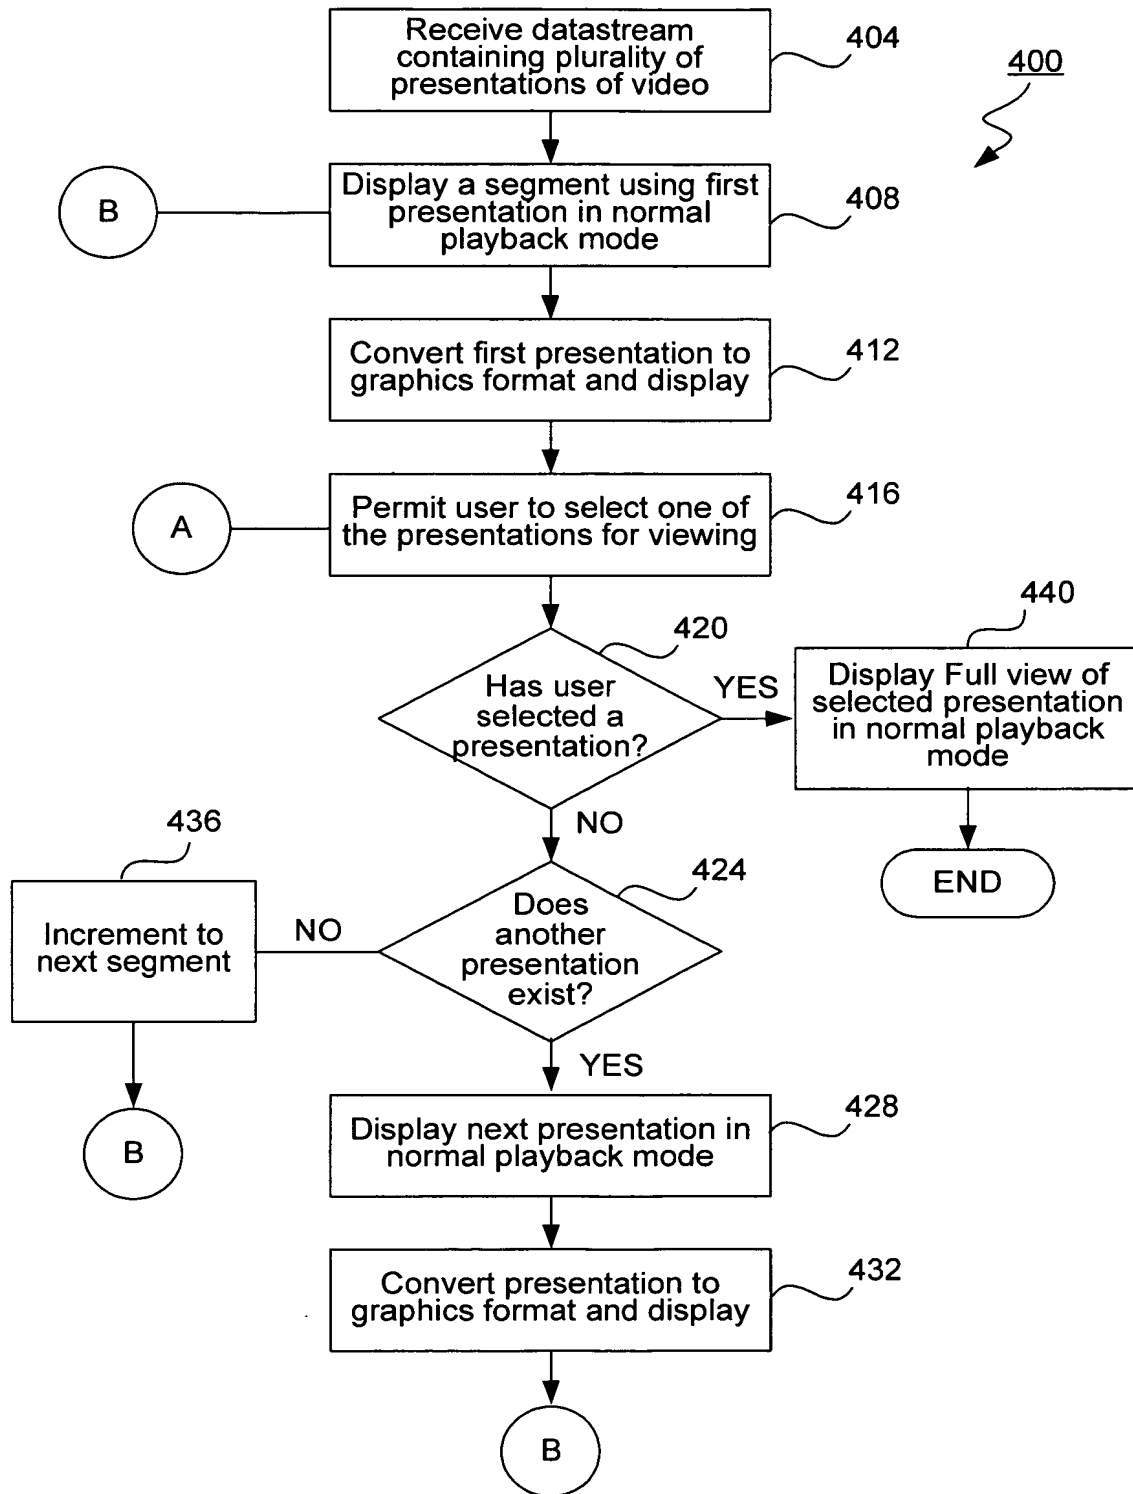 Receive datastream
containing plurality of
presentations of video
404
400
B
Display a segment using first
presentation in normal
playback mode
408
Convert first presentation to
graphics format and display
412
A
Permit user to select one of
the presentations for viewing
416
420
Has user
selected a
presentation?
YES
440
Display Full view of
selected presentation
in normal playback
mode
END
NO
436
Increment to
next segment
NO
424
Does
another
presentation
exist?
B
YES
Display next presentation in
normal playback mode
428
Convert presentation to
graphics format and display
432
B